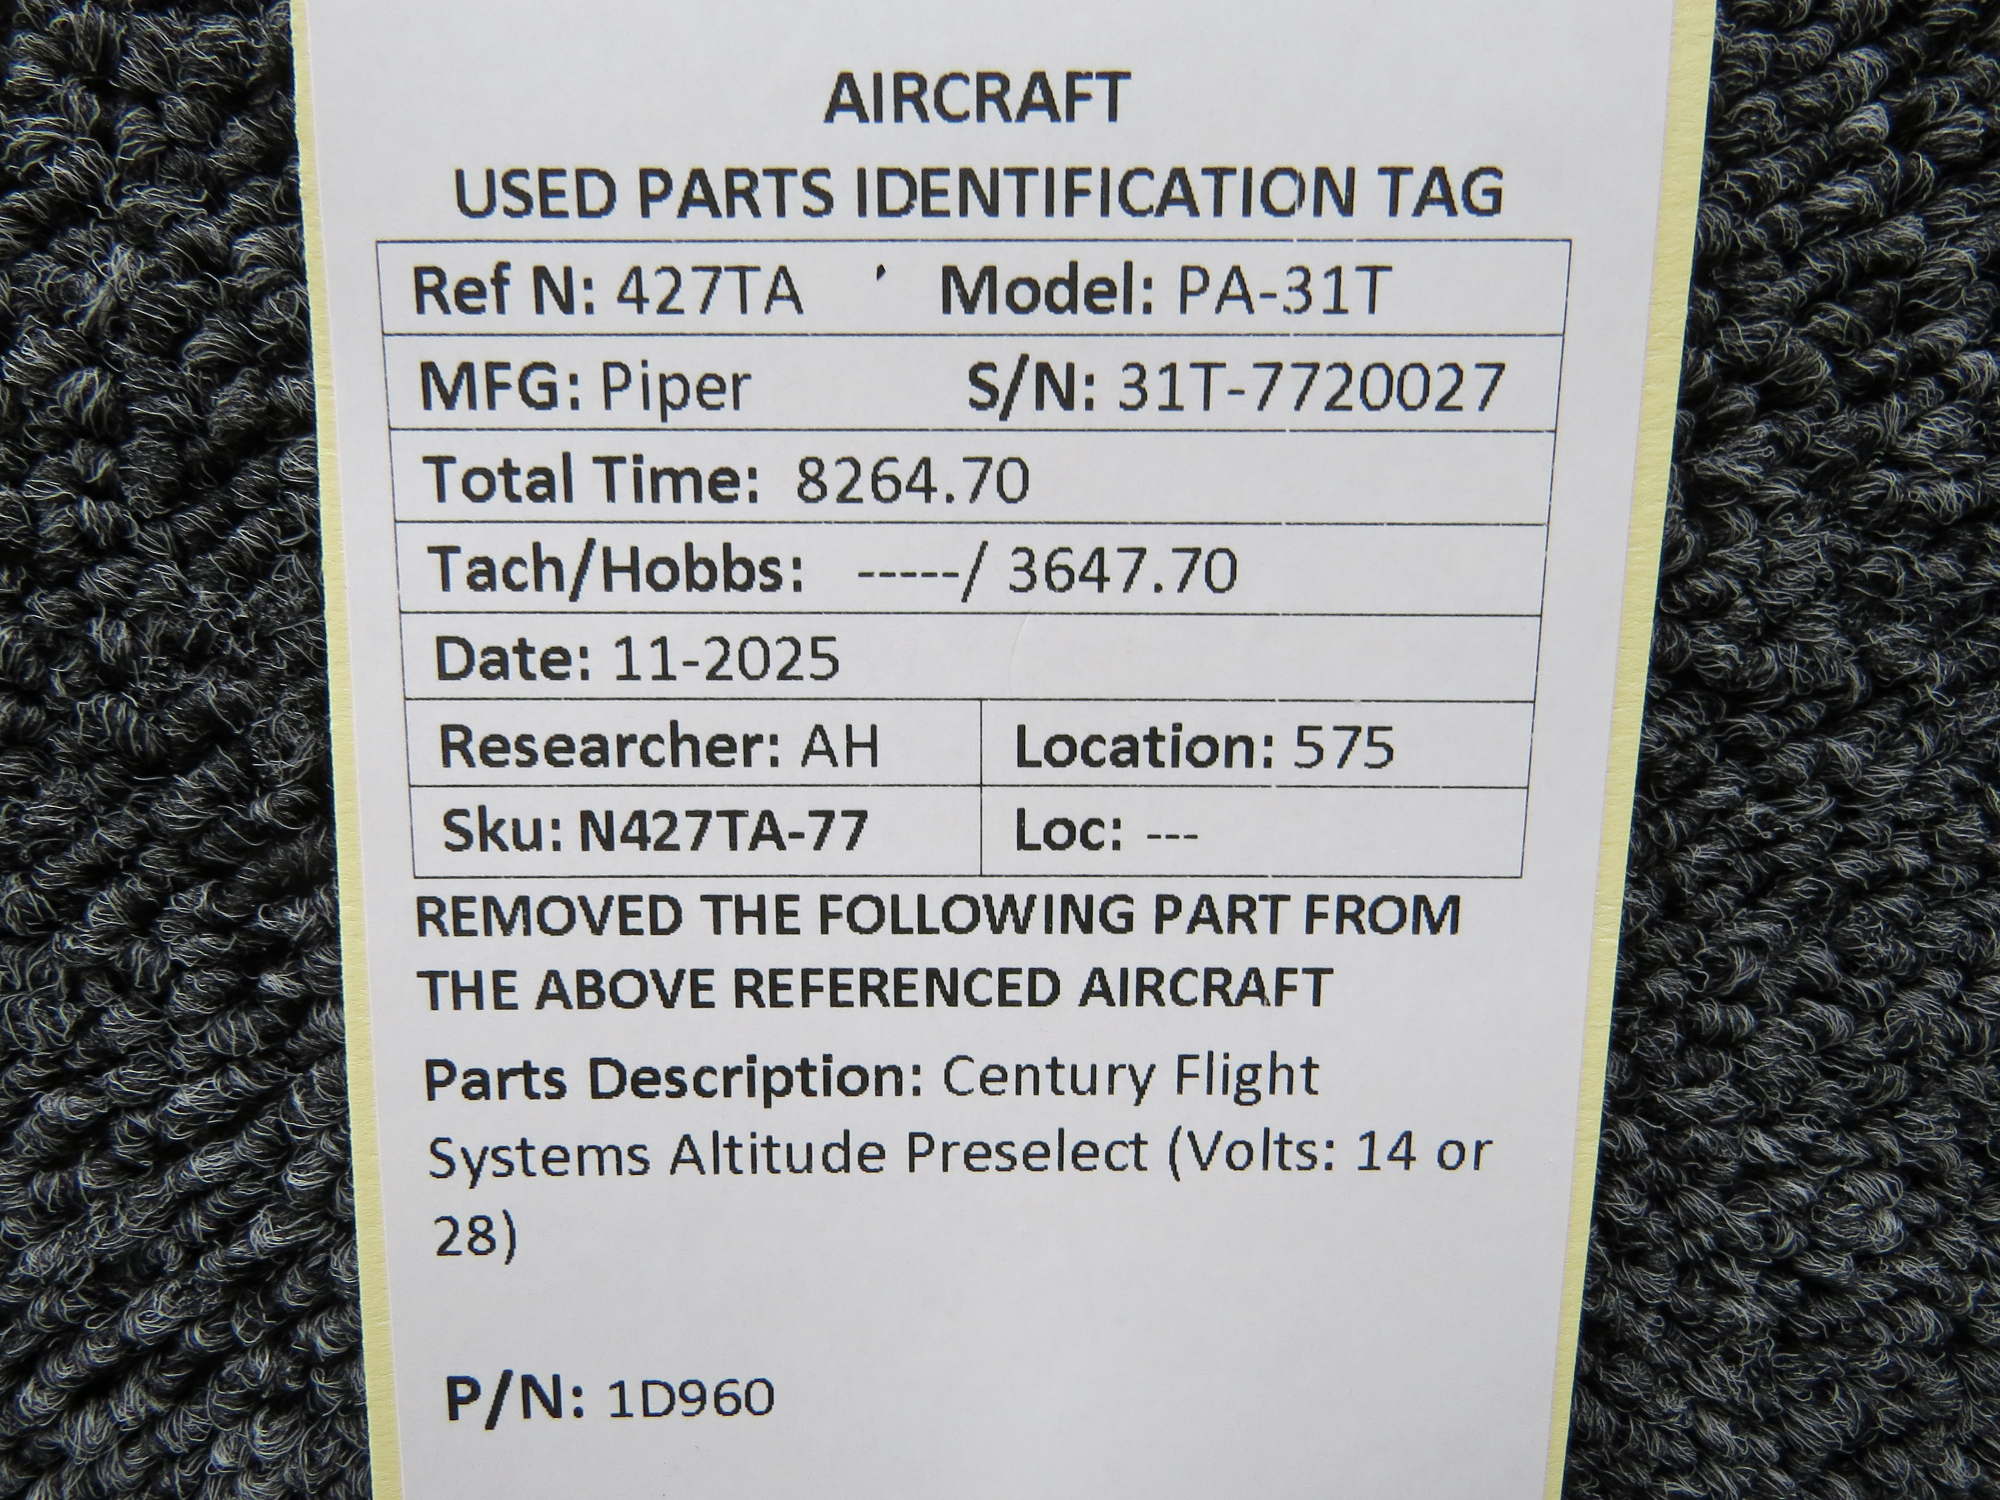 AIRCRAFT
USED PARTS IDENTIFICATION TAG
Ref N: 427TA ' Model: PA-31T
MFG: Piper S/N: 31T-7720027
Total Time: 8264.70
Tach/Hobbs: -----/ 3647.70
Date: 11-2025
Researcher: AH Location: 575
Sku: N427TA-77 Loc: ---
REMOVED THE FOLLOWING PART FROM
THE ABOVE REFERENCED AIRCRAFT
Parts Description: Century Flight
Systems Altitude Preselect (Volts: 14 or
28)
P/N: 1D960